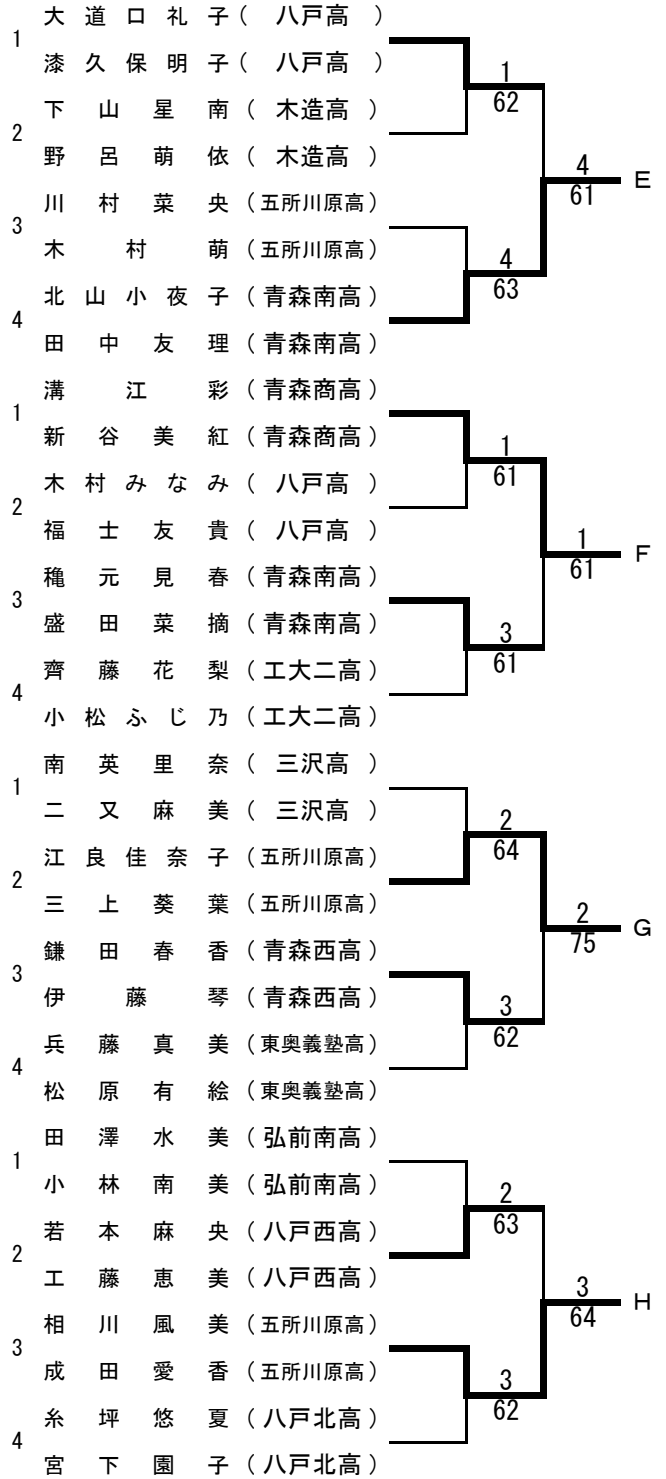 大道口礼子(八戸高)
1
漆久保明子(八戸高)
1
62
下山星南(木造高)
2
野呂萌依(木造高)
4
61
E
川村菜央(五所川原高)
3
木村萌(五所川原高)
4
63
北山小夜子(青森南高)
4
田中友理(青森南高)
溝江彩(青森商高)
1
新谷美紅(青森商高)
1
61
木村みなみ(八戸高)
2
福士友貴(八戸高)
1
61
F
穐元見春(青森南高)
3
盛田菜摘(青森南高)
3
61
齊藤花梨(工大二高)
4
小松ふじ乃(工大二高)
南英里奈(三沢高)
1
二又麻美(三沢高)
2
64
江良佳奈子(五所川原高)
2
三上葵葉(五所川原高)
2
75
G
鎌田春香(青森西高)
3
伊藤琴(青森西高)
3
62
兵藤真美(東奥義塾高)
4
松原有絵(東奥義塾高)
田澤水美(弘前南高)
1
小林南美(弘前南高)
2
63
若本麻央(八戸西高)
2
工藤恵美(八戸西高)
3
64
H
相川風美(五所川原高)
3
成田愛香(五所川原高)
3
62
糸坪悠夏(八戸北高)
4
宮下園子(八戸北高)